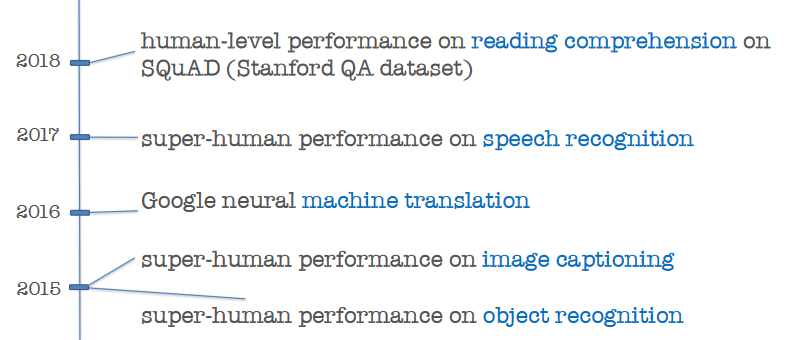 2018
human-level performance on reading comprehension on
SQuAD (Stanford QA dataset)
2017
super-human performance on speech recognition
2016
Google neural machine translation
super-human performance on image captioning
2015
super-human performance on object recognition